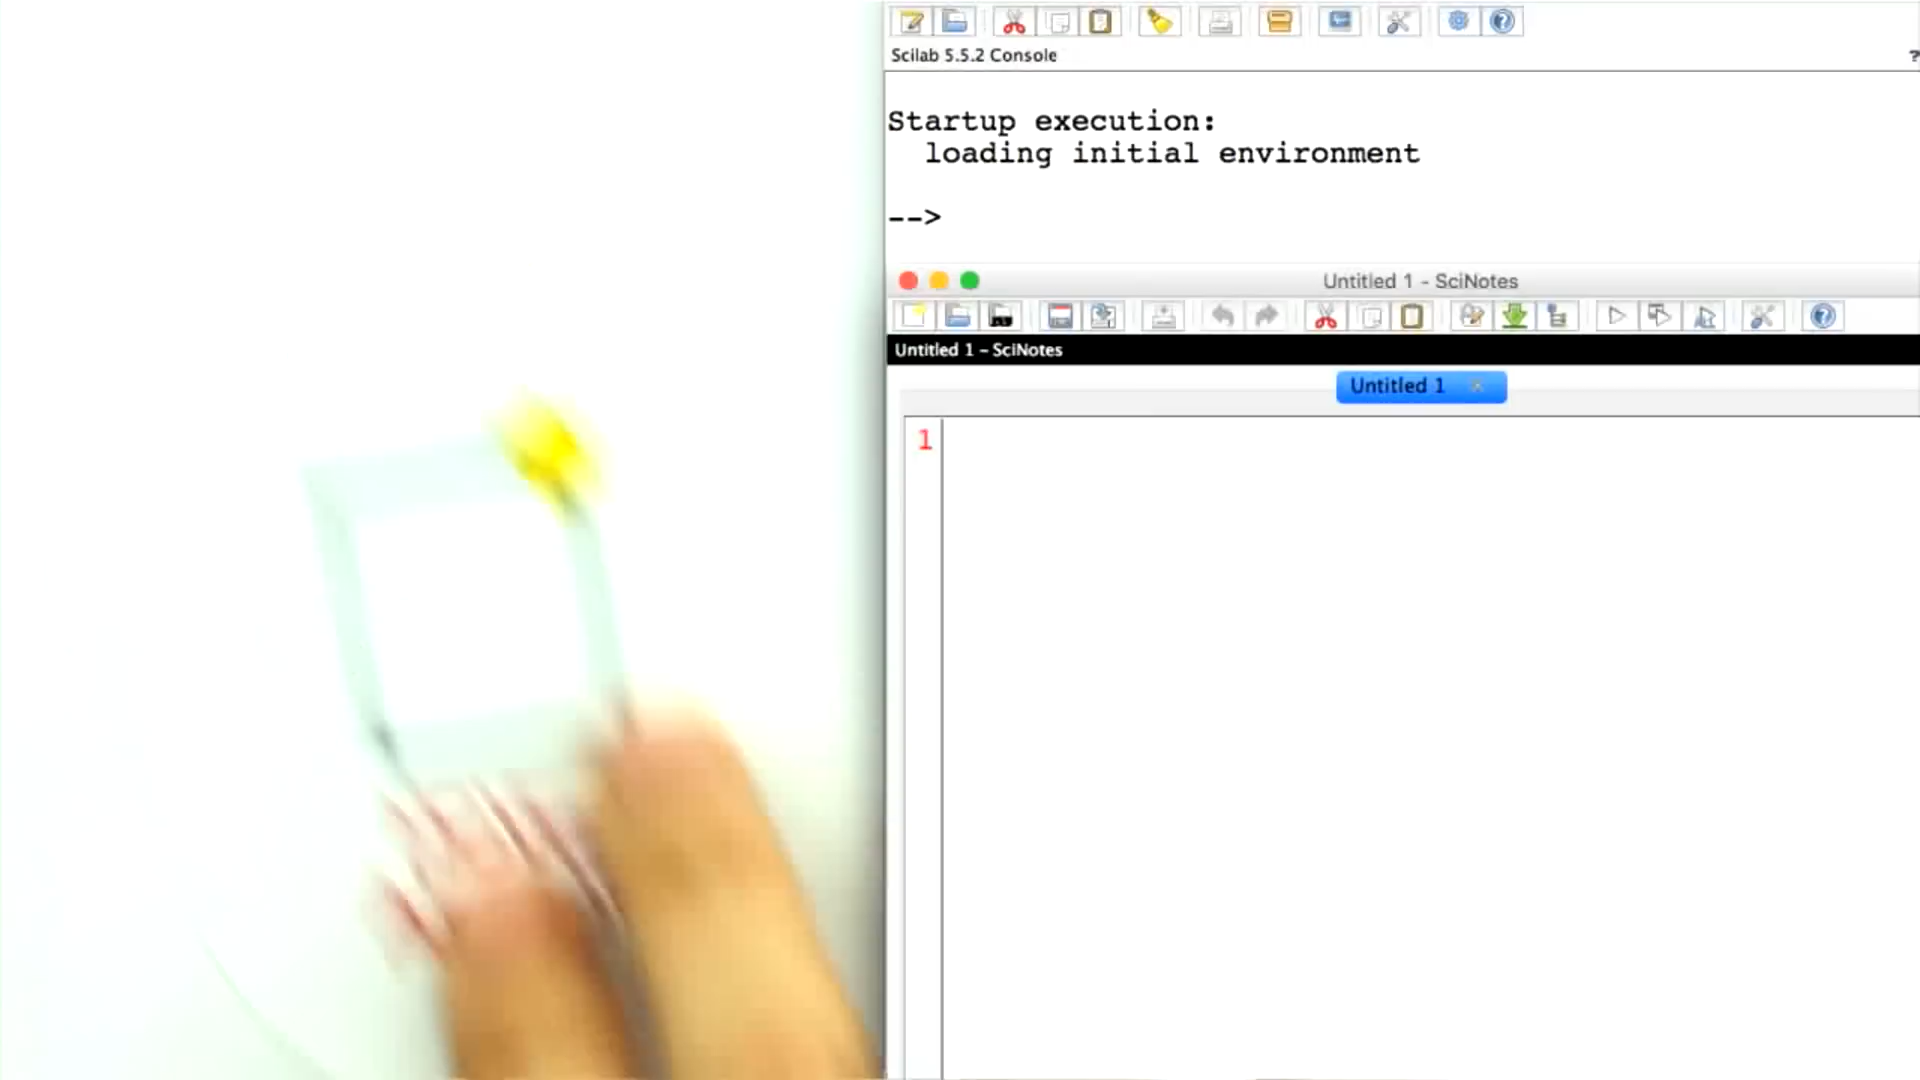 Scilab 5.5.2 Console
?
Startup execution:
loading initial environment
-->
Untitled 1 - SciNotes
Untitled 1 - SciNotes
Untitled 1
1